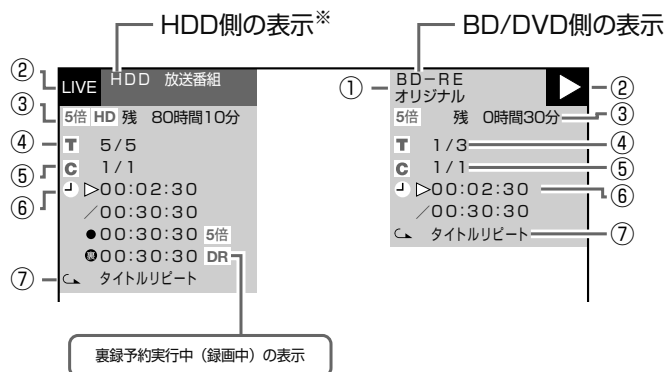 HDD側の表示※
BD/DVD側の表示
②
LIVE
HDD 放送番組
③
5倍 HD 残 80時間10分
④
T 5/5
⑤
C 1/1
⑥
▷00:02:30
/00:30:30
●00:30:30 5倍
裏00:30:30 DR
⑦
タイトルリピート
裏録予約実行中(録画中)の表示
①
BD-RE
オリジナル
②
5倍 残 0時間30分
③
T 1/3
④
C 1/1
⑤
▷00:02:30
⑥
/00:30:30
タイトルリピート
⑦